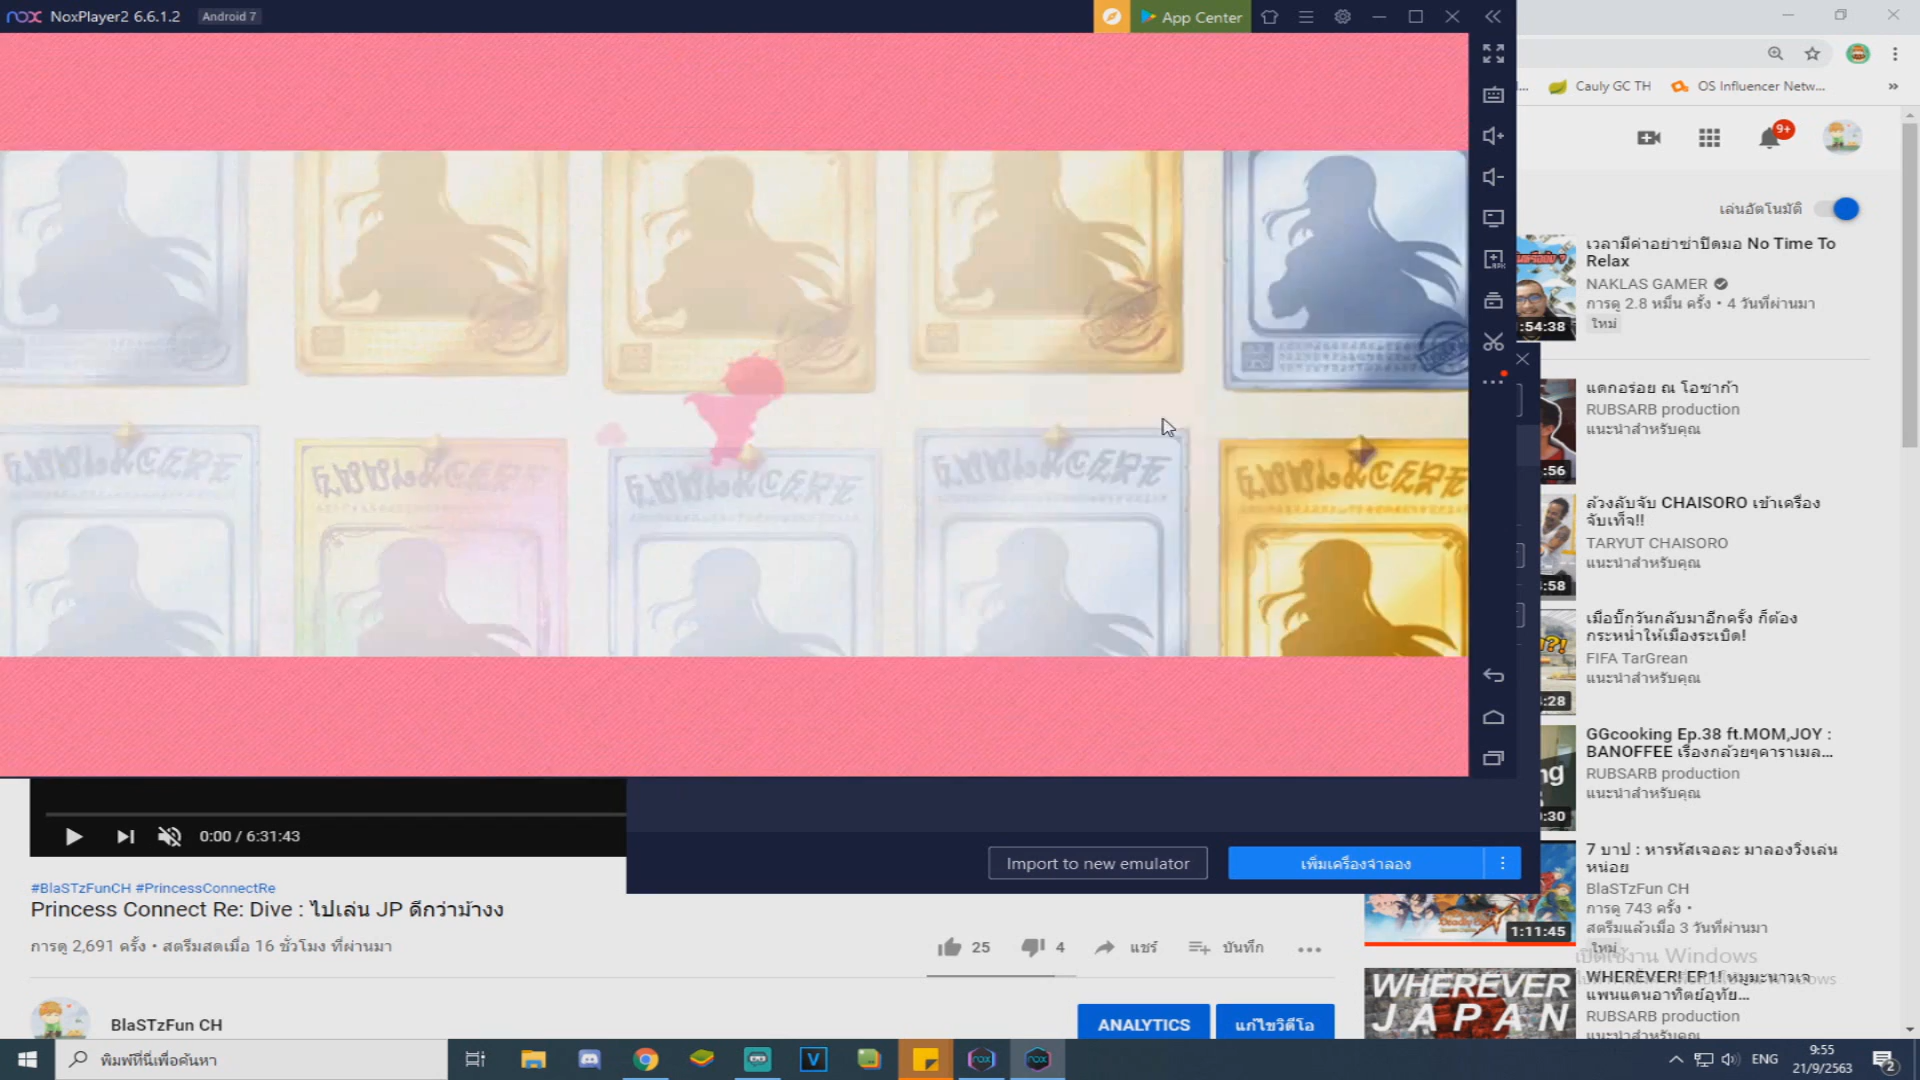 nox NoxPlayer2 6.6.1.2 Android 7
App Center
Cauly GC TH
OS Influencer Netw...
9+
เล่นอัตโนมัติ
เวลามีค่าอย่าช่าปิดมอ No Time To
Relax
NAKLAS GAMER
การดู 2.8 หมื่น ครั้ง • 4 วันที่ผ่านมา
ใหม่
:54:38
แดกอร่อย ณ โอซาก้า
RUBSARB production
แนะนำสำหรับคุณ
:56
ล้วงลับจับ CHAISORO เข้าเครื่อง
จับเท็จ!!
TARYUT CHAISORO
แนะนำสำหรับคุณ
:58
เมื่อบิ๊กวันกลับมาอีกครั้ง ก็ต้อง
กระหน่ำให้เมืองระเบิด!
FIFA TarGrean
แนะนำสำหรับคุณ
:28
GGcooking Ep.38 ft.MOM,JOY :
BANOFFEE เรื่องกล้วยๆคาราเมล...
RUBSARB production
แนะนำสำหรับคุณ
:30
7 บาป : หารหัสเจอละ มาลองวิ่งเล่น
หน่อย
BlaSTzFun CH
การดู 743 ครั้ง •
สตรีมแล้วเมื่อ 3 วันที่ผ่านมา
ใหม่
1:11:45
WHEREVER! EP1!
แพนแดนอาทิตย์อุทัย...
RUBSARB production
แนะนำสำหรับคุณ
WHEREVER
JAPAN
0:00 / 6:31:43
Import to new emulator
เพิ่มเครื่องจำลอง
#BlaSTzFunCH #PrincessConnectRe
Princess Connect Re: Dive : ไปเล่น JP ดีกว่าม้างง
การดู 2,691 ครั้ง • สตรีมสดเมื่อ 16 ชั่วโมง ที่ผ่านมา
25
4
แชร์
บันทึก
BlaSTzFun CH
ANALYTICS
แก้ไขวิดีโอ
พิมพ์ที่นี่เพื่อค้นหา
ENG
9:55
21/9/2563
2